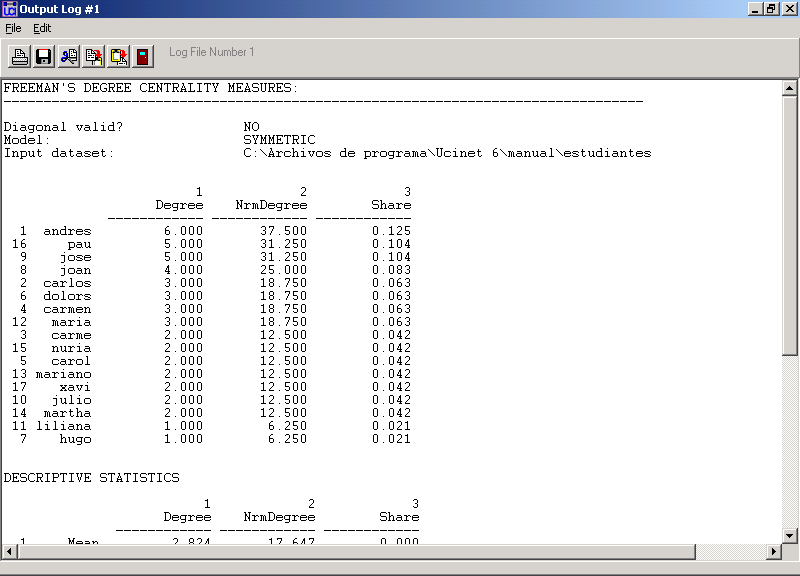 Output Log #1
File Edit
Log File Number 1
FREEMAN'S DEGREE CENTRALITY MEASURES:
--------------------------------------------------------------------------------
Diagonal valid? NO
Model: SYMMETRIC
Input dataset: C:\Archivos de programa\Ucinet 6\manual\estudiantes
1 2 3
Degree NrmDegree Share
------------ ------------ ------------
1 andres 6.000 37.500 0.125
16 pau 5.000 31.250 0.104
9 jose 5.000 31.250 0.104
8 joan 4.000 25.000 0.083
2 carlos 3.000 18.750 0.063
6 dolors 3.000 18.750 0.063
4 carmen 3.000 18.750 0.063
12 maria 3.000 18.750 0.063
3 carme 2.000 12.500 0.042
15 nuria 2.000 12.500 0.042
5 carol 2.000 12.500 0.042
13 mariano 2.000 12.500 0.042
17 xavi 2.000 12.500 0.042
10 julio 2.000 12.500 0.042
14 martha 2.000 12.500 0.042
11 liliana 1.000 6.250 0.021
7 hugo 1.000 6.250 0.021
DESCRIPTIVE STATISTICS
1 2 3
Degree NrmDegree Share
------------ ------------ ------------
1 Mean 2.824 17.647 0.000